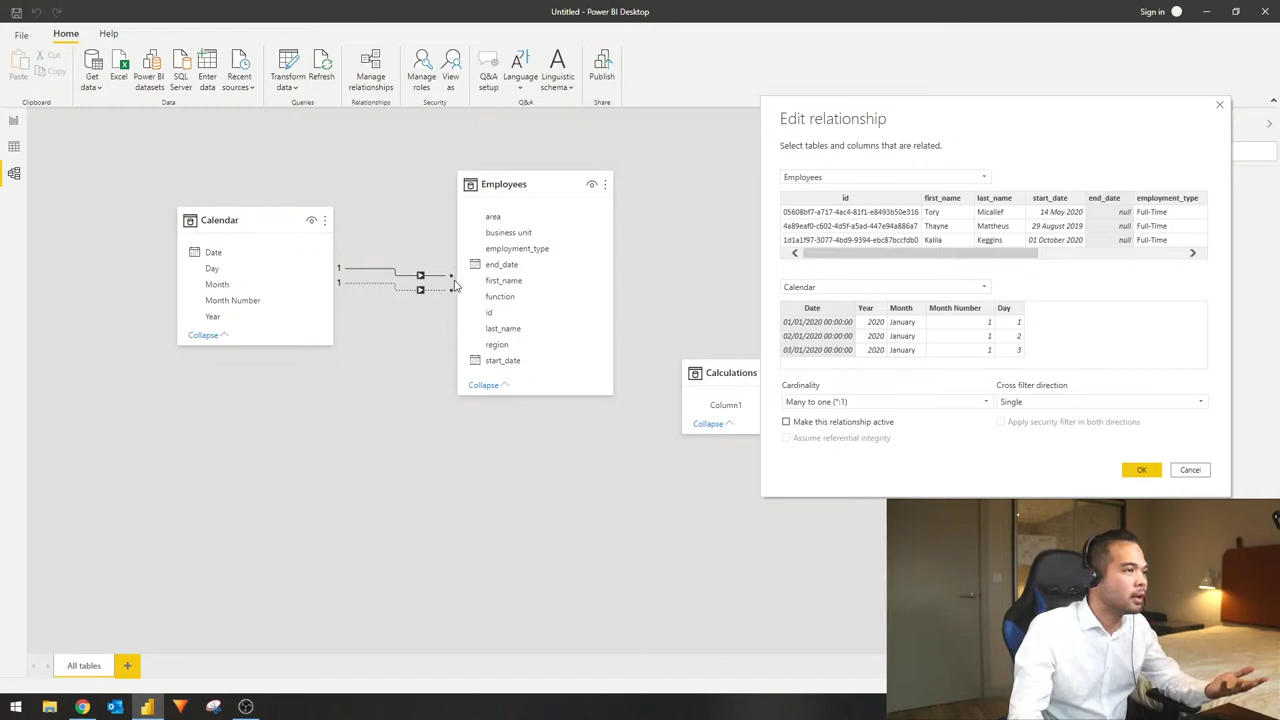 Untitled - Power BI Desktop
Sign in
File
Home
Help
Paste
Cut
Copy
Get data
Excel
Power BI datasets
SQL Server
Enter data
Recent sources
Transform data
Refresh
Manage relationships
Manage roles
View as
Q&A setup
Language
Linguistic schema
Publish
Clipboard
Data
Queries
Relationships
Security
Q&A
Share
Calendar
Date
Day
Month
Month Number
Year
Collapse
1
1
Employees
area
business unit
employment_type
end_date
first_name
function
id
last_name
region
start_date
Collapse
Calculations
Column1
Collapse
Edit relationship
Select tables and columns that are related.
Employees
id first_name last_name start_date end_date employment_type
05608bf7-a717-4ac4-81f1-e8493b50e316 Tory Micallef 14 May 2020 null Full-Time
4a89eaf0-c602-4d5f-a5ad-447e94a886a7 Thayne Mattheus 29 August 2019 null Full-Time
1d1a1f97-3077-4bd9-9394-ebc87bccfdb0 Kalila Keggins 01 October 2020 null Full-Time
Calendar
Date Year Month Month Number Day
01/01/2020 00:00:00 2020 January 1 1
02/01/2020 00:00:00 2020 January 1 2
03/01/2020 00:00:00 2020 January 1 3
Cardinality
Many to one (*:1)
Cross filter direction
Single
Make this relationship active
Apply security filter in both directions
Assume referential integrity
OK
Cancel
All tables